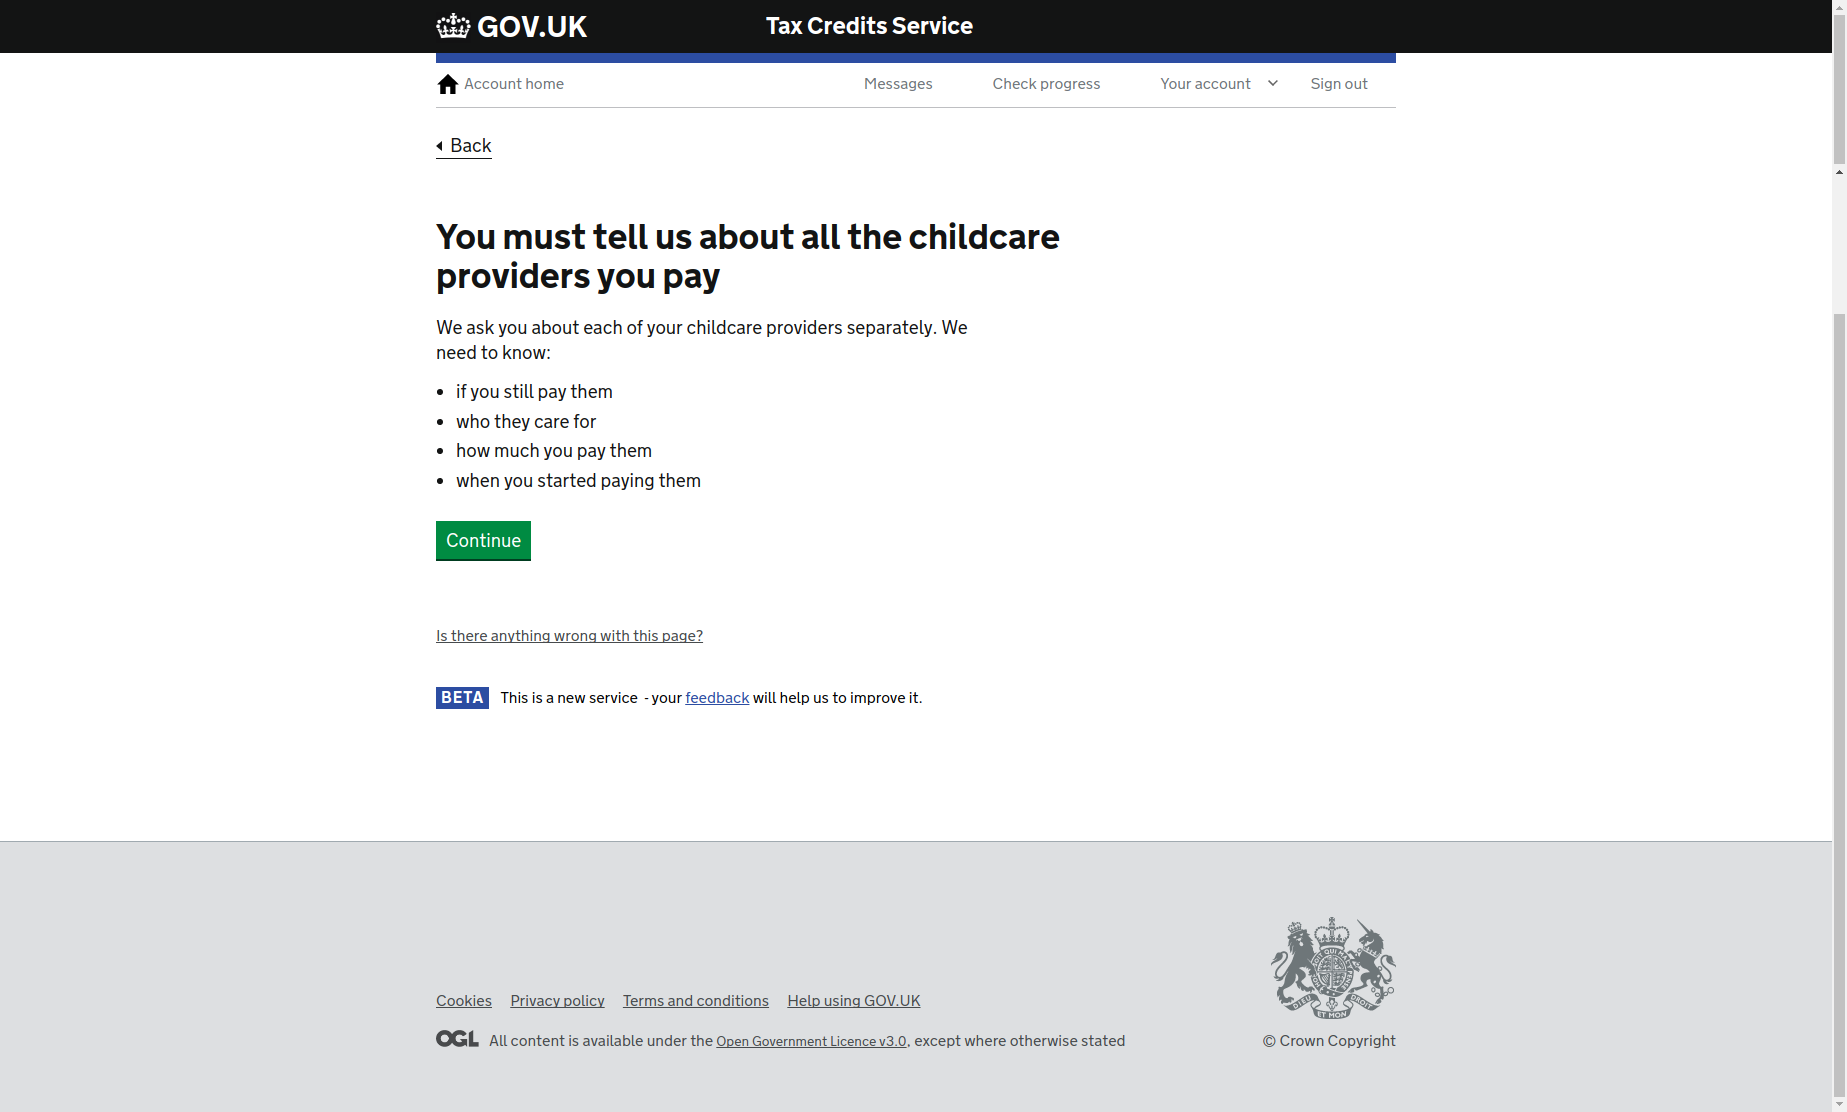 GOV.UK
Tax Credits Service
Account home
Messages
Check progress
Your account
Sign out
Back
You must tell us about all the childcare
providers you pay
We ask you about each of your childcare providers separately. We
need to know:
• if you still pay them
• who they care for
• how much you pay them
• when you started paying them
Continue
Is there anything wrong with this page?
BETA This is a new service - your feedback will help us to improve it.
Cookies Privacy policy Terms and conditions Help using GOV.UK
OGL All content is available under the Open Government Licence v3.0, except where otherwise stated
DIEU ET MON DROIT
© Crown Copyright